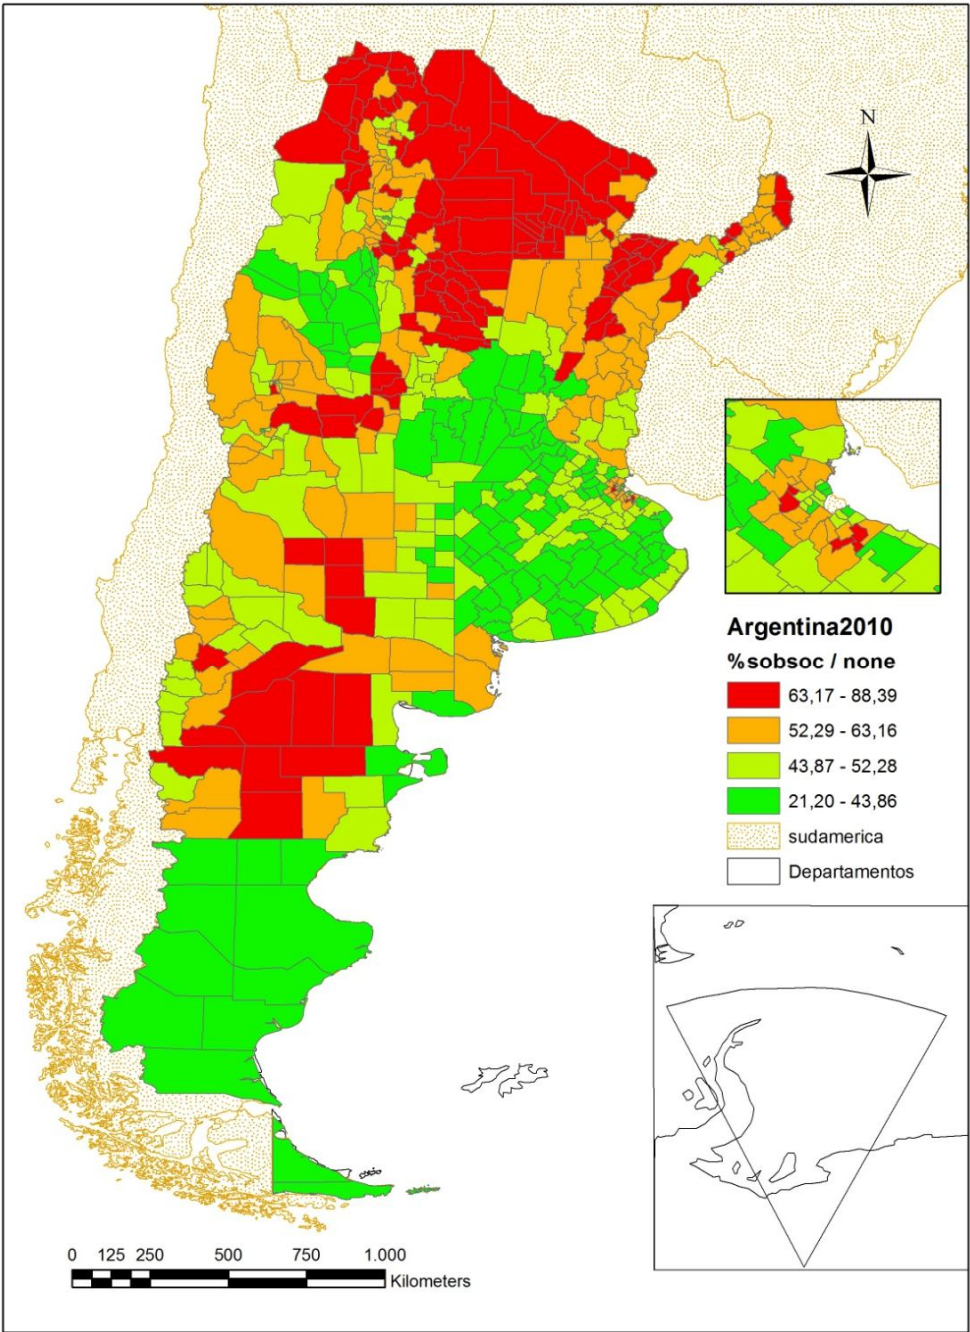 N
Argentina2010
%sobsoc / none
63,17 - 88,39
52,29 - 63,16
43,87 - 52,28
21,20 - 43,86
sudamerica
Departamentos
0 125 250 500 750 1.000
Kilometers